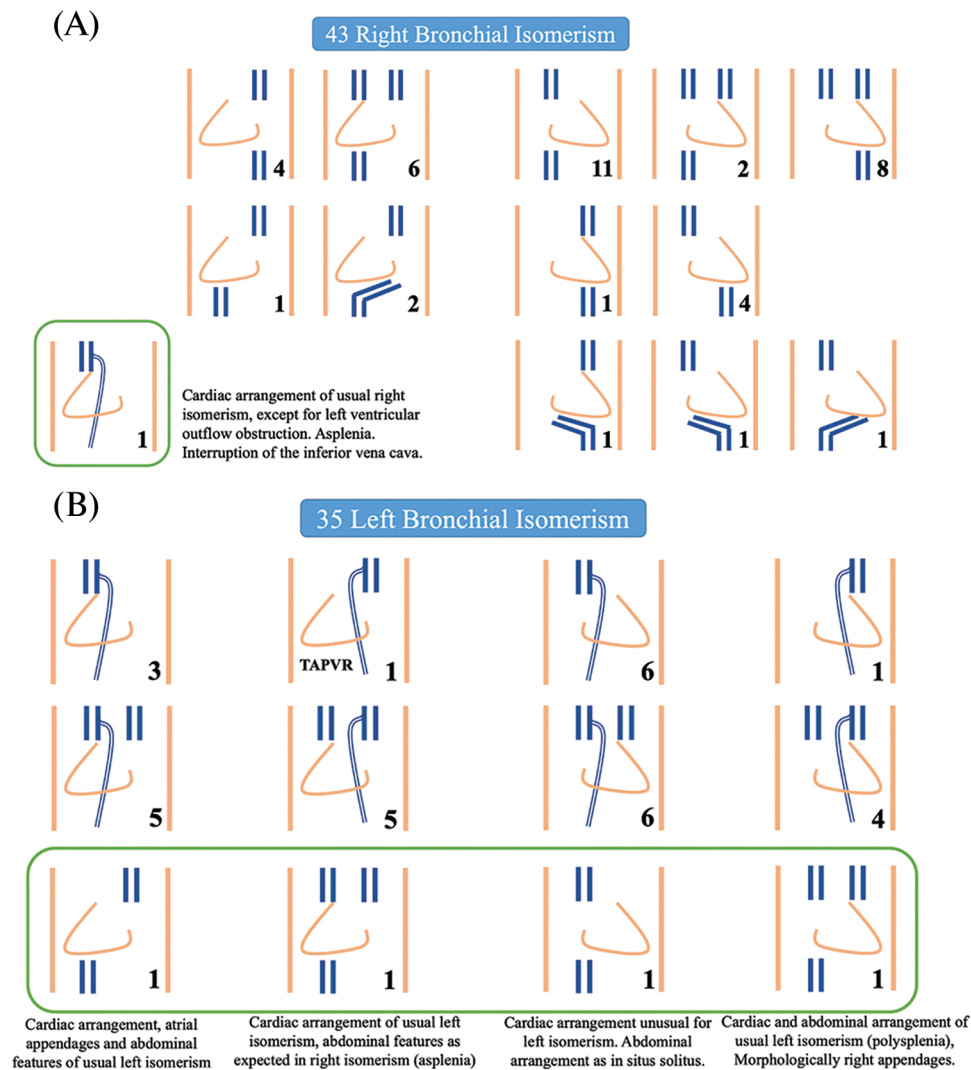 (A)
43 Right Bronchial Isomerism
4
6
11
2
8
1
2
1
4
1
Cardiac arrangement of usual right
isomerism, except for left ventricular
outflow obstruction. Asplenia.
Interruption of the inferior vena cava.
1
1
1
(B)
35 Left Bronchial Isomerism
3
TAPVR
1
6
1
5
5
6
4
1
1
1
1
Cardiac arrangement, atrial
appendages and abdominal
features of usual left isomerism
Cardiac arrangement of usual left
isomerism, abdominal features as
expected in right isomerism (asplenia)
Cardiac arrangement unusual for
left isomerism. Abdominal
arrangement as in situs solitus.
Cardiac and abdominal arrangement of
usual left isomerism (polysplenia),
Morphologically right appendages.